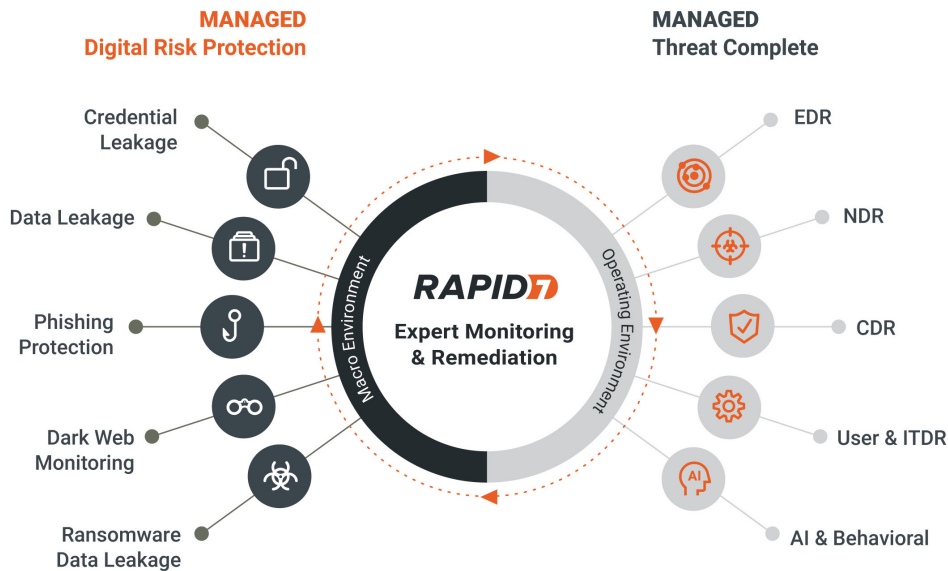 MANAGED
Digital Risk Protection
MANAGED
Threat Complete
Credential
Leakage
Data Leakage
Phishing
Protection
Dark Web
Monitoring
Ransomware
Data Leakage
Macro Environment
RAPID7
Expert Monitoring
& Remediation
Operating Environment
EDR
NDR
CDR
User & ITDR
AI
AI & Behavioral